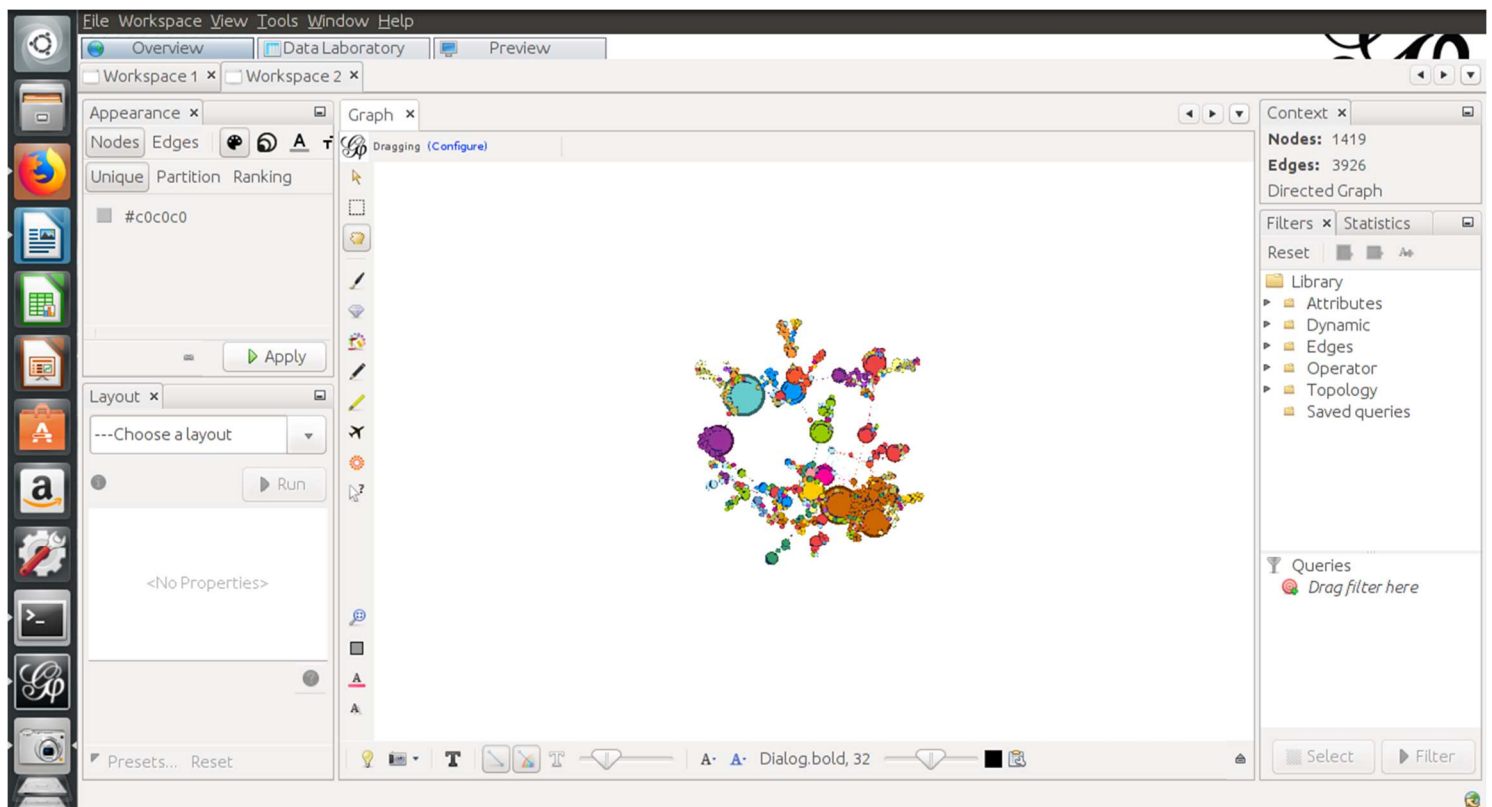 File Workspace View Tools Window Help
Overview Data Laboratory Preview
Workspace 1 × Workspace 2 ×
Appearance ×
Nodes Edges A
Unique Partition Ranking
#c0c0c0
Apply
Layout ×
---Choose a layout
Run
<No Properties>
Presets... Reset
Graph ×
Dragging (Configure)
A
A
T T A- A- Dialog.bold, 32
Context ×
Nodes: 1419
Edges: 3926
Directed Graph
Filters × Statistics
Reset
Library
Attributes
Dynamic
Edges
Operator
Topology
Saved queries
Queries
Drag filter here
Select Filter